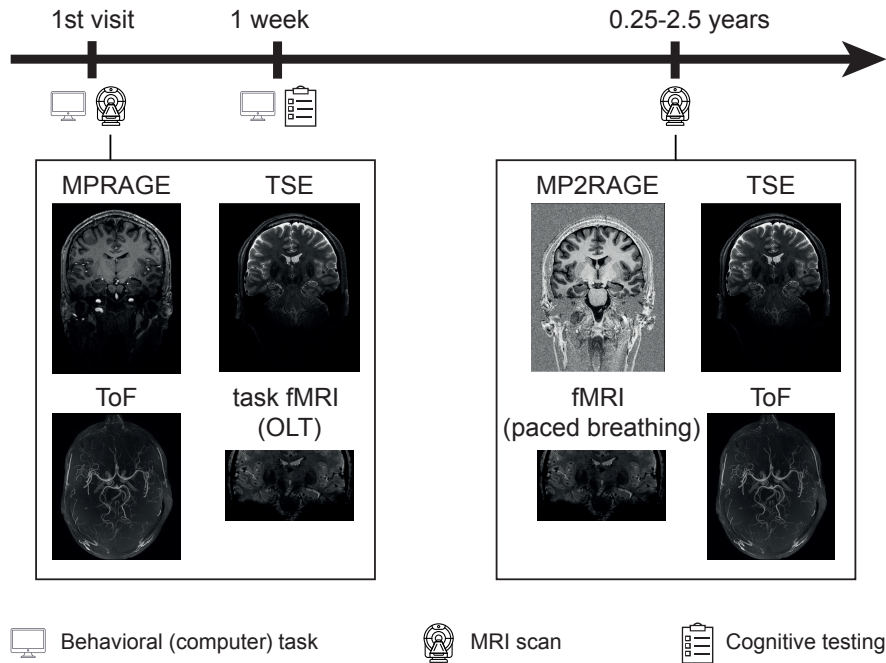 1st visit
1 week
0.25-2.5 years
MPRAGE
TSE
ToF
task fMRI
(OLT)
MP2RAGE
TSE
fMRI
(paced breathing)
ToF
Behavioral (computer) task
MRI scan
Cognitive testing